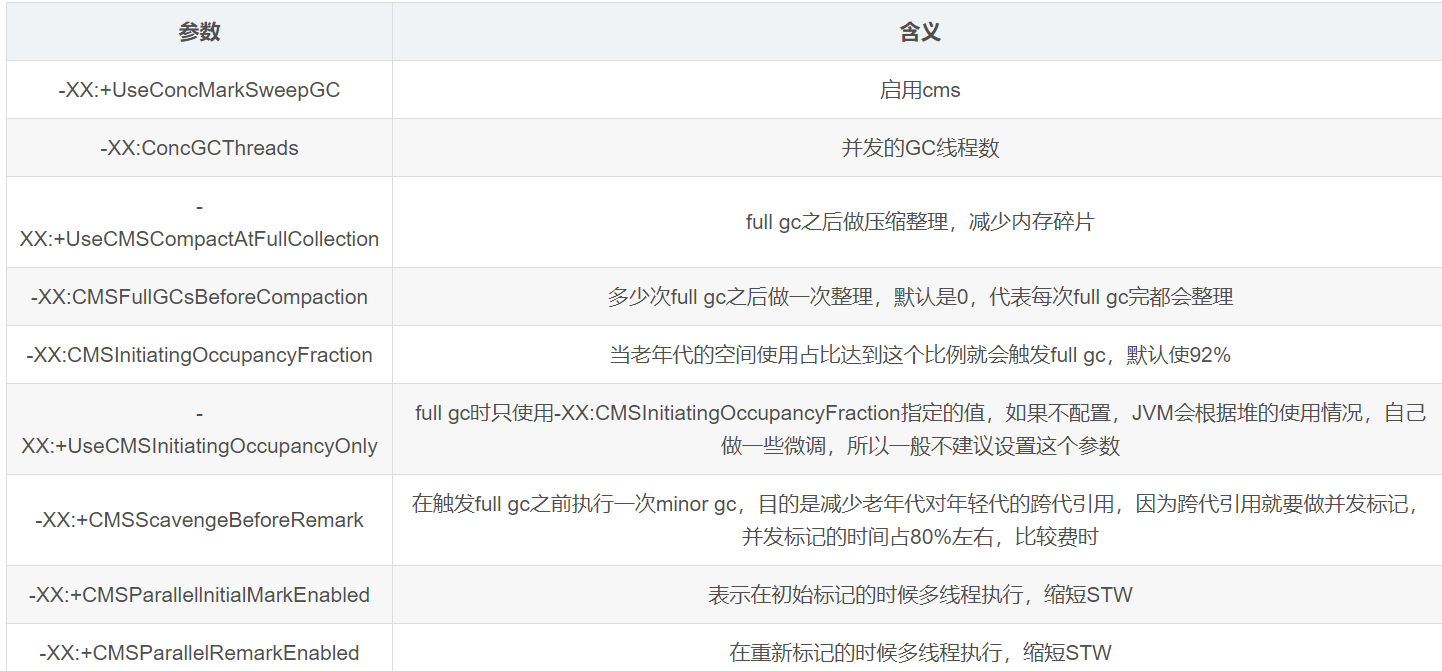 参数
含义
-XX:+UseConcMarkSweepGC
启用cms
-XX:ConcGCThreads
并发的GC线程数
-
XX:+UseCMSCompactAtFullCollection
full gc之后做压缩整理，减少内存碎片
-XX:CMSFullGCsBeforeCompaction
多少次full gc之后做一次整理，默认是0，代表每次full gc完都会整理
-XX:CMSInitiatingOccupancyFraction
当老年代的空间使用占比达到这个比例就会触发full gc，默认使92%
-
XX:+UseCMSInitiatingOccupancyOnly
full gc时只使用-XX:CMSInitiatingOccupancyFraction指定的值，如果不配置，JVM会根据堆的使用情况，自己
做一些微调，所以一般不建议设置这个参数
-XX:+CMSScavengeBeforeRemark
在触发full gc之前执行一次minor gc，目的是减少老年代对年轻代的跨代引用，因为跨代引用就要做并发标记，
并发标记的时间占80%左右，比较费时
-XX:+CMSParallelInitialMarkEnabled
表示在初始标记的时候多线程执行，缩短STW
-XX:+CMSParallelRemarkEnabled
在重新标记的时候多线程执行，缩短STW